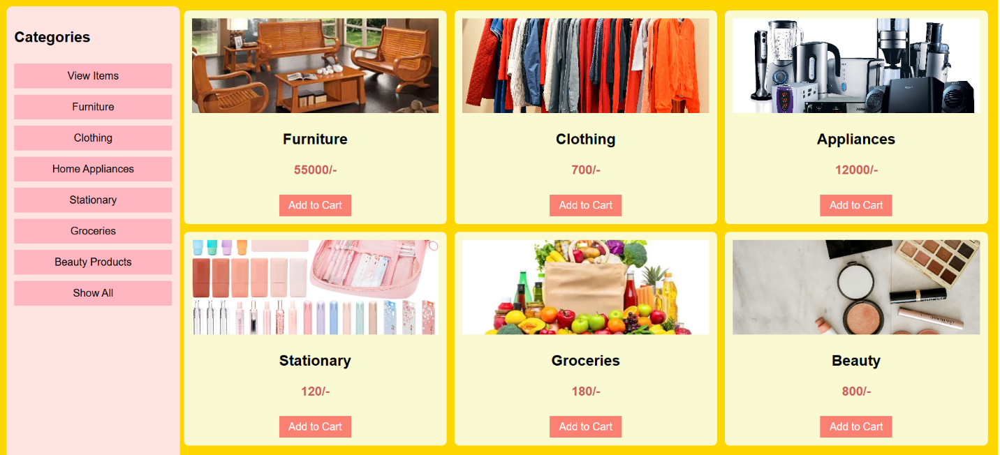 Categories
View Items
Furniture
Clothing
Home Appliances
Stationary
Groceries
Beauty Products
Show All
Furniture
55000/-
Add to Cart
Clothing
700/-
Add to Cart
Appliances
12000/-
Add to Cart
Stationary
120/-
Add to Cart
Groceries
180/-
Add to Cart
Beauty
800/-
Add to Cart